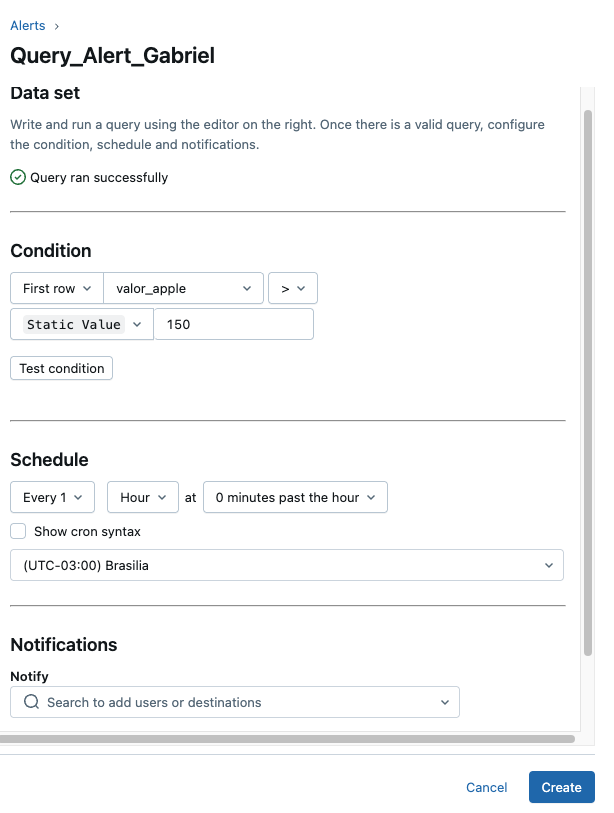 Alerts ›
Query_Alert_Gabriel
Data set
Write and run a query using the editor on the right. Once there is a valid query, configure
the condition, schedule and notifications.
Query ran successfully
Condition
First row valor_apple >
Static Value 150
Test condition
Schedule
Every 1 Hour at 0 minutes past the hour
Show cron syntax
(UTC-03:00) Brasilia
Notifications
Notify
Search to add users or destinations
Cancel Create